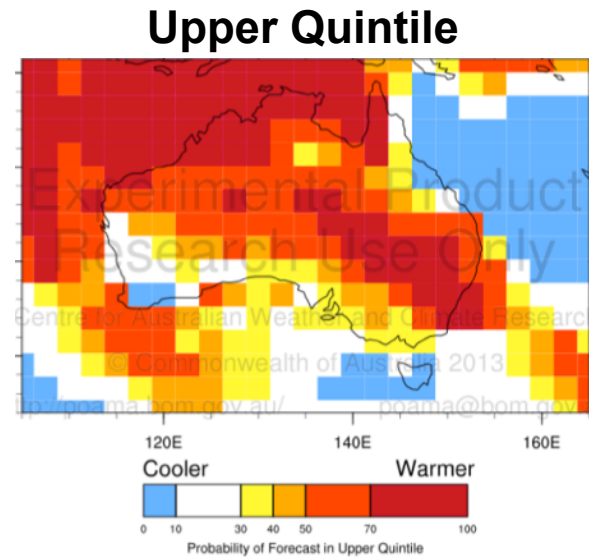 Upper Quintile
Experimental Product
Research Use Only
Centre for Australian Weather and Climate Researc
© Commonwealth of Australia 2013
http://poama.bom.gov.au/ poama@bom.gov.a
120E 140E 160E
Cooler Warmer
0 10 30 40 50 70 100
Probability of Forecast in Upper Quintile